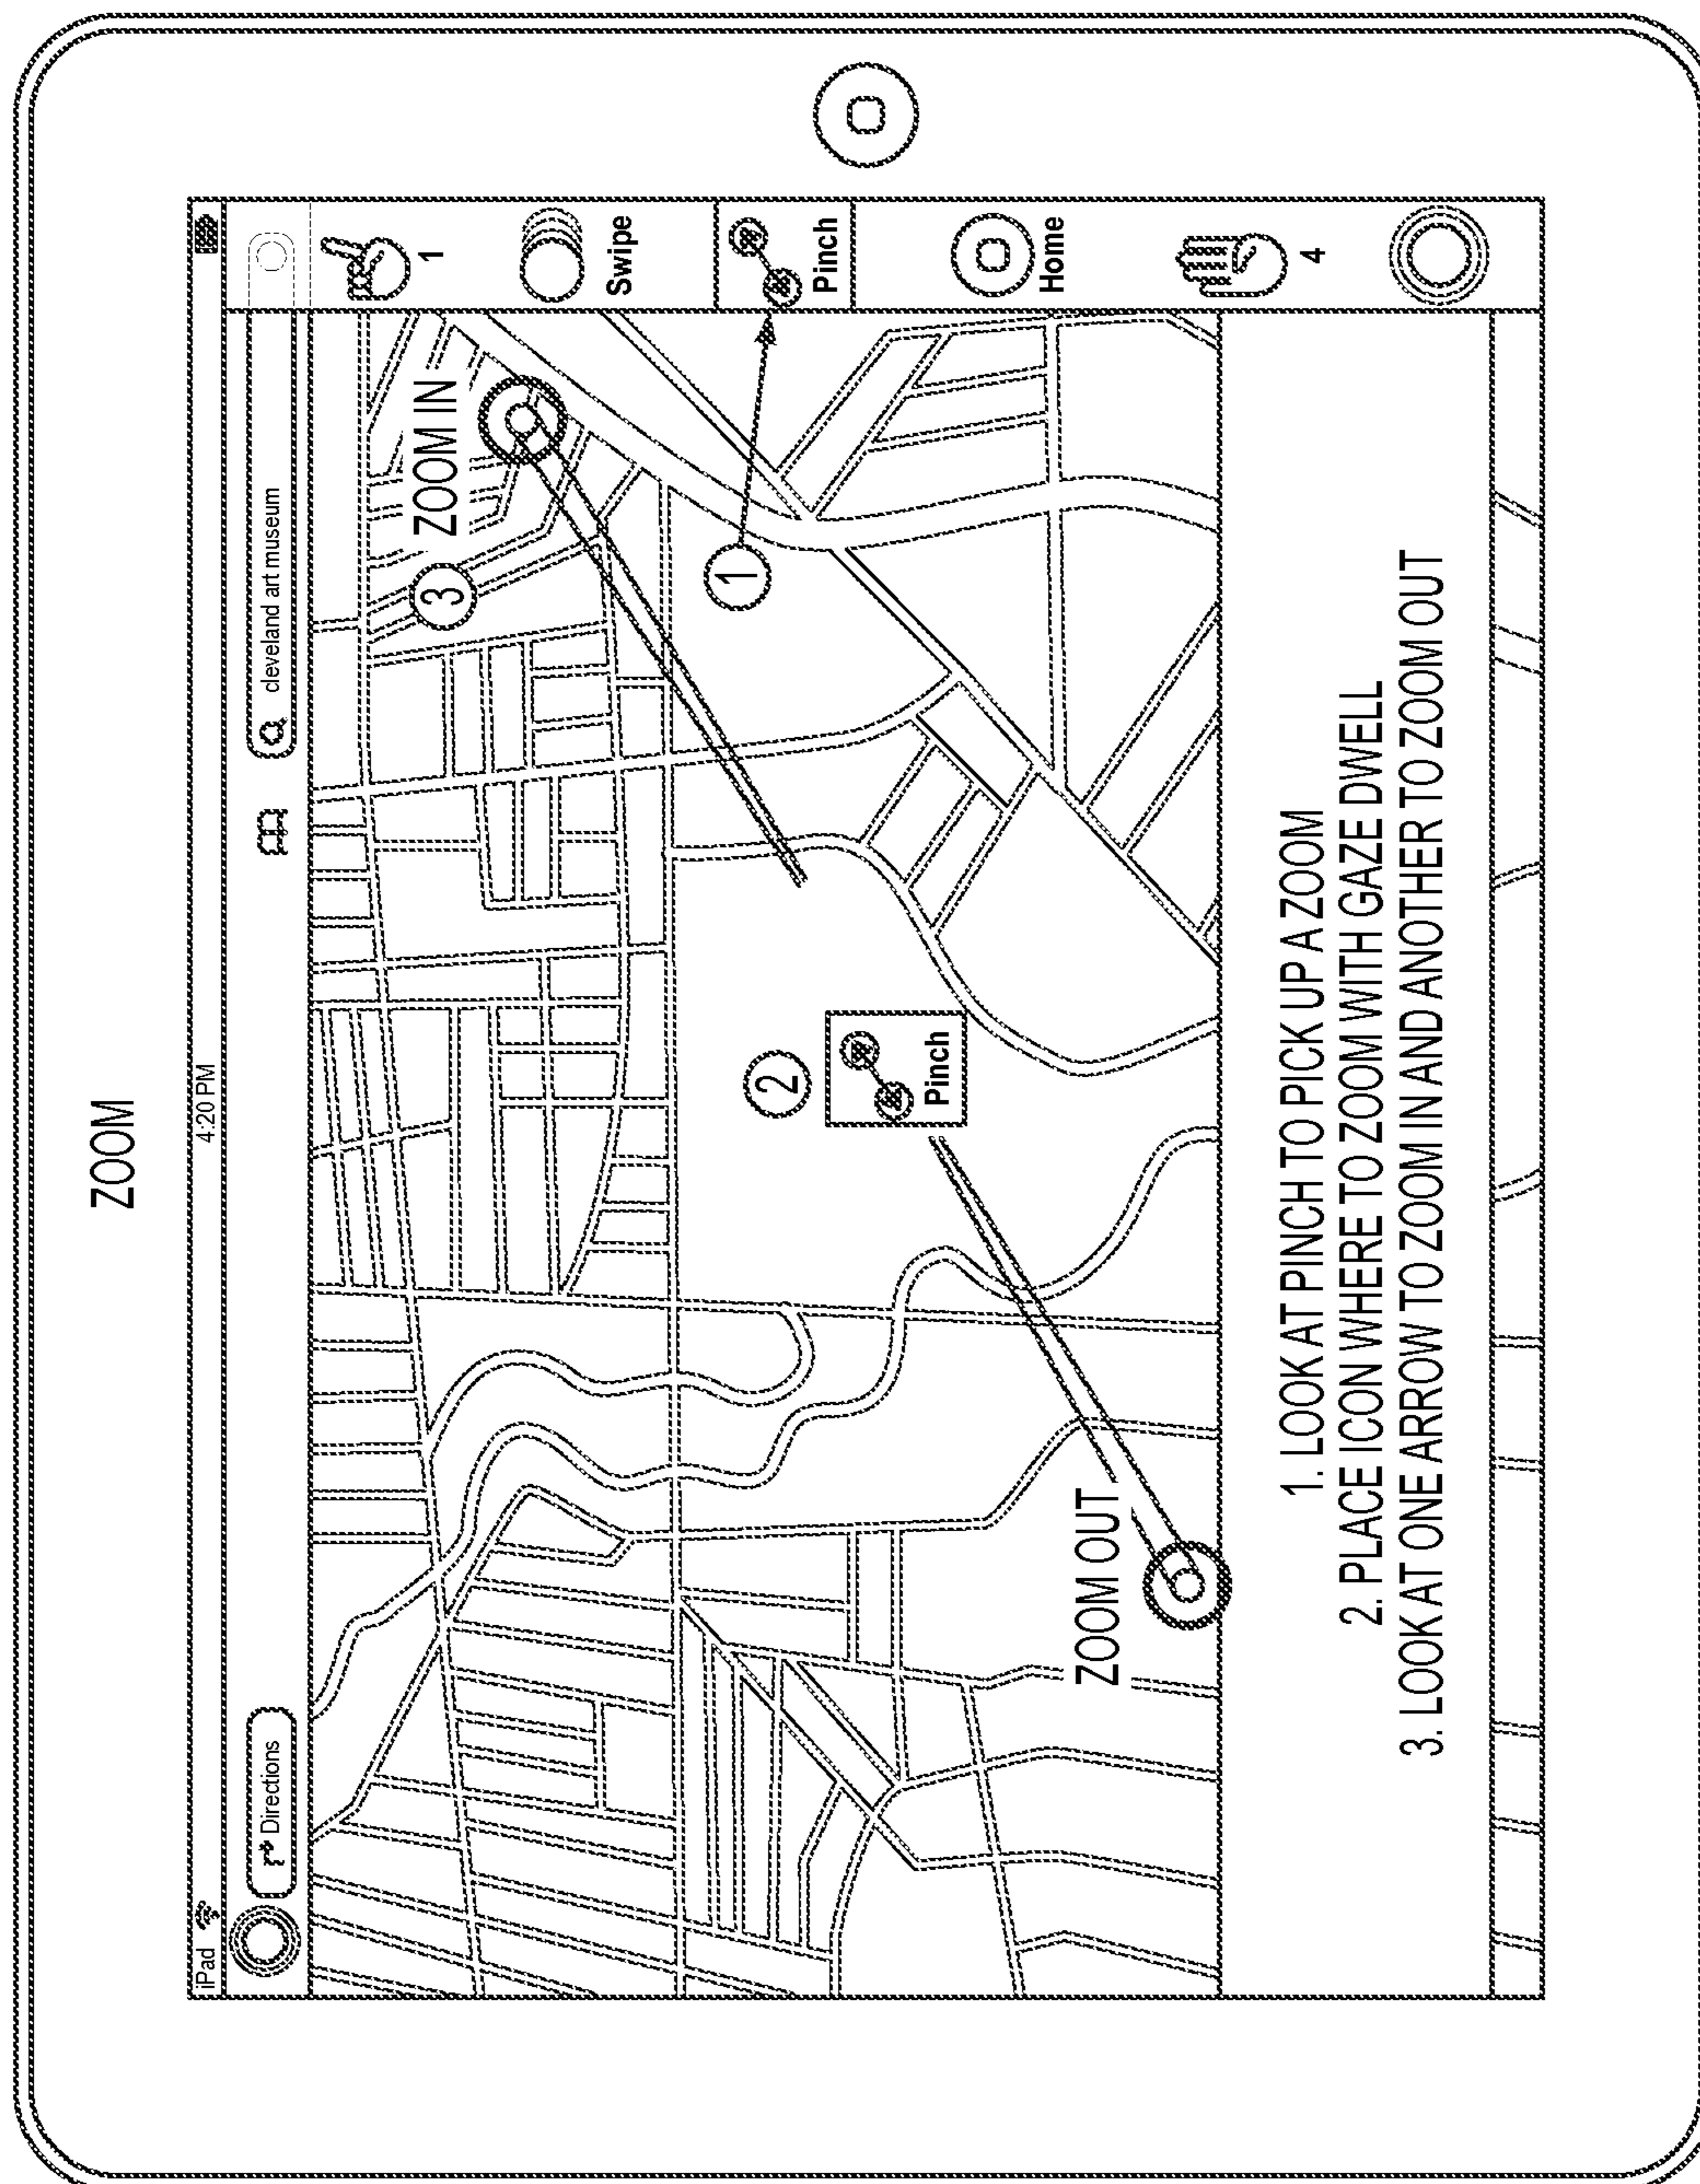 ZOOM
iPad
4:20 PM
Directions
cleveland art museum
1
Swipe
Pinch
Home
4
ZOOM IN
3
1
2
Pinch
ZOOM OUT
1. LOOK AT PINCH TO PICK UP A ZOOM
2. PLACE ICON WHERE TO ZOOM WITH GAZE DWELL
3. LOOK AT ONE ARROW TO ZOOM IN AND ANOTHER TO ZOOM OUT